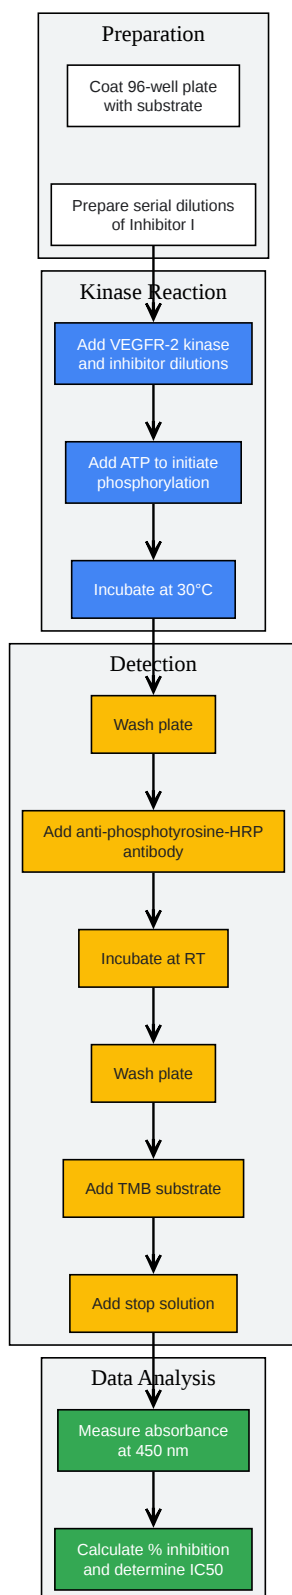 Preparation
Coat 96-well plate
with substrate
Prepare serial dilutions
of Inhibitor I
Kinase Reaction
Add VEGFR-2 kinase
and inhibitor dilutions
Add ATP to initiate
phosphorylation
Incubate at 30°C
Detection
Wash plate
Add anti-phosphotyrosine-HRP
antibody
Incubate at RT
Wash plate
Add TMB substrate
Add stop solution
Data Analysis
Measure absorbance
at 450 nm
Calculate % inhibition
and determine IC50